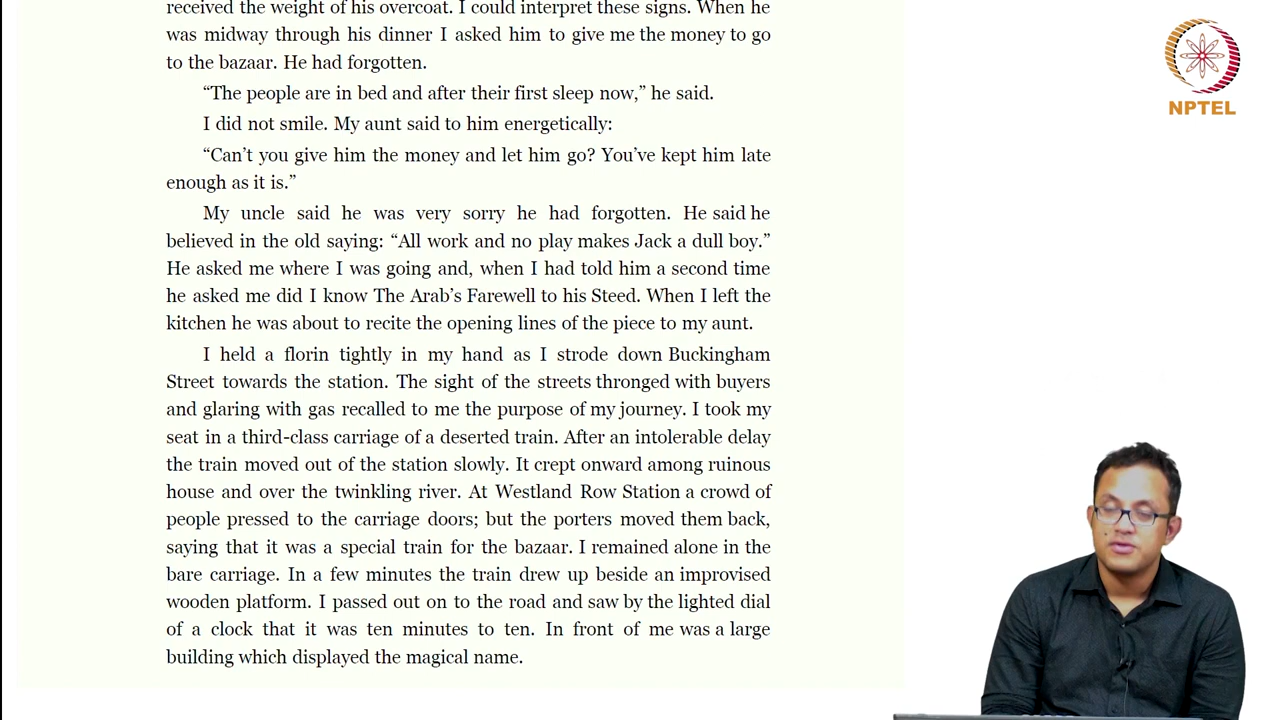 received the weight of his overcoat. I could interpret these signs. When he
was midway through his dinner I asked him to give me the money to go
to the bazaar. He had forgotten.
“The people are in bed and after their first sleep now,” he said.
I did not smile. My aunt said to him energetically:
“Can’t you give him the money and let him go? You’ve kept him late
enough as it is.”
My uncle said he was very sorry he had forgotten. He said he
believed in the old saying: “All work and no play makes Jack a dull boy.”
He asked me where I was going and, when I had told him a second time
he asked me did I know The Arab’s Farewell to his Steed. When I left the
kitchen he was about to recite the opening lines of the piece to my aunt.
I held a florin tightly in my hand as I strode down Buckingham
Street towards the station. The sight of the streets thronged with buyers
and glaring with gas recalled to me the purpose of my journey. I took my
seat in a third-class carriage of a deserted train. After an intolerable delay
the train moved out of the station slowly. It crept onward among ruinous
house and over the twinkling river. At Westland Row Station a crowd of
people pressed to the carriage doors; but the porters moved them back,
saying that it was a special train for the bazaar. I remained alone in the
bare carriage. In a few minutes the train drew up beside an improvised
wooden platform. I passed out on to the road and saw by the lighted dial
of a clock that it was ten minutes to ten. In front of me was a large
building which displayed the magical name.
NPTEL